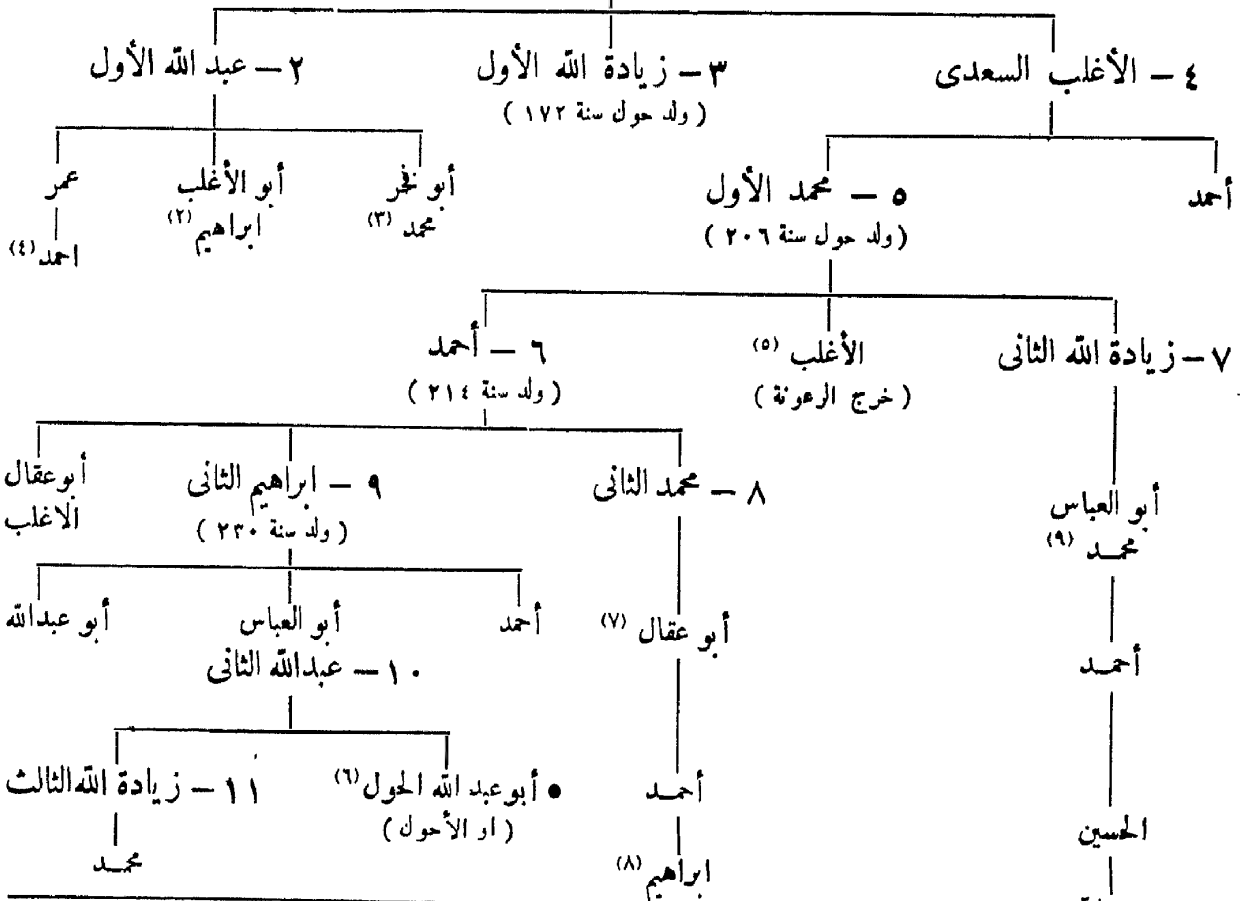 ٤ – الأغلب السعدى
٣ – زيادة الله الأول
٢ – عبد الله الأول
( ولد حول سنة ١٧٢ )
أحمد
٥ – محمد الأول
( ولد حول سنة ٢٠٦ )
أبو فخر
محمد (٣)
أبو الأغلب
ابراهيم (٢)
عمر
احمد (٤)
٧ – زيادة الله الثانى
الأغلب (٥)
( خرج الرعونة )
٦ – أحمد
( ولد سنة ٢١٤ )
أبو العباس
محمد (٩)
٨ – محمد الثانى
٩ – ابراهيم الثانى
( ولد سنة ٢٣٠ )
أبو عقال
الاغلب
أحمد
أبو عقال (٧)
أحمد
أبو العباس
١٠ – عبدالله الثانى
أبو عبدالله
الحسين
أحمد
ابراهيم (٨)
• أبو عبد الله الحول (٦)
( او الأحول )
١١ – زيادة الله الثالث
محمد